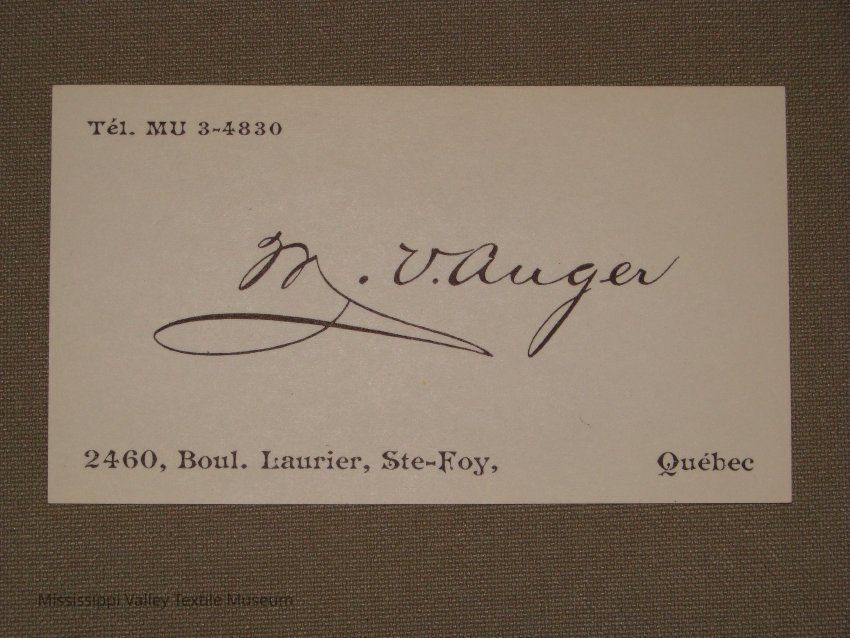 Tél. MU 3-4830
M. V. Auger
2460, Boul. Laurier, Ste-Foy, Québec
Mississippi Valley Textile Museum